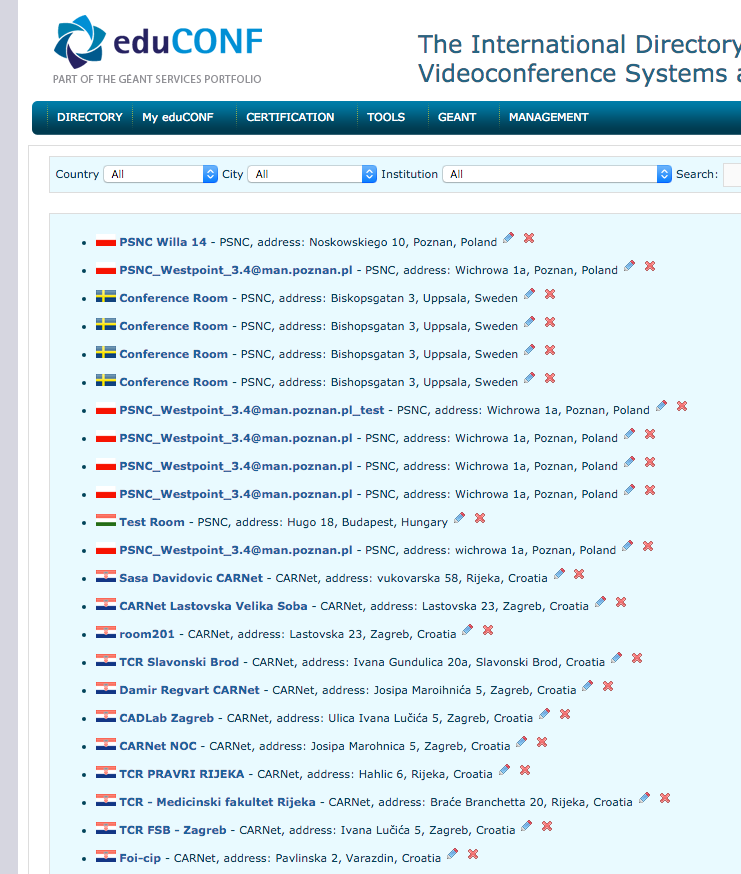 eduCONF
PART OF THE GÉANT SERVICES PORTFOLIO
The International Directory
Videoconference Systems a
DIRECTORY My eduCONF CERTIFICATION TOOLS GEANT MANAGEMENT
Country All City All Institution All Search:
PSNC Willa 14 - PSNC, address: Noskowskiego 10, Poznan, Poland
PSNC_Westpoint_3.4@man.poznan.pl - PSNC, address: Wichrowa 1a, Poznan, Poland
Conference Room - PSNC, address: Biskopsgatan 3, Uppsala, Sweden
Conference Room - PSNC, address: Bishopsgatan 3, Uppsala, Sweden
Conference Room - PSNC, address: Bishopsgatan 3, Uppsala, Sweden
Conference Room - PSNC, address: Bishopsgatan 3, Uppsala, Sweden
PSNC_Westpoint_3.4@man.poznan.pl_test - PSNC, address: Wichrowa 1a, Poznan, Poland
PSNC_Westpoint_3.4@man.poznan.pl - PSNC, address: Wichrowa 1a, Poznan, Poland
PSNC_Westpoint_3.4@man.poznan.pl - PSNC, address: Wichrowa 1a, Poznan, Poland
PSNC_Westpoint_3.4@man.poznan.pl - PSNC, address: Wichrowa 1a, Poznan, Poland
Test Room - PSNC, address: Hugo 18, Budapest, Hungary
PSNC_Westpoint_3.4@man.poznan.pl - PSNC, address: wichrowa 1a, Poznan, Poland
Sasa Davidovic CARNet - CARNet, address: vukovarska 58, Rijeka, Croatia
CARNet Lastovska Velika Soba - CARNet, address: Lastovska 23, Zagreb, Croatia
room201 - CARNet, address: Lastovska 23, Zagreb, Croatia
TCR Slavonski Brod - CARNet, address: Ivana Gundulica 20a, Slavonski Brod, Croatia
Damir Regvart CARNet - CARNet, address: Josipa Maroihnića 5, Zagreb, Croatia
CADLab Zagreb - CARNet, address: Ulica Ivana Lučića 5, Zagreb, Croatia
CARNet NOC - CARNet, address: Josipa Marohnica 5, Zagreb, Croatia
TCR PRAVRI RIJEKA - CARNet, address: Hahlic 6, Rijeka, Croatia
TCR - Medicinski fakultet Rijeka - CARNet, address: Braće Branchetta 20, Rijeka, Croatia
TCR FSB - Zagreb - CARNet, address: Ivana Lučića 5, Zagreb, Croatia
Foi-cip - CARNet, address: Pavlinska 2, Varazdin, Croatia